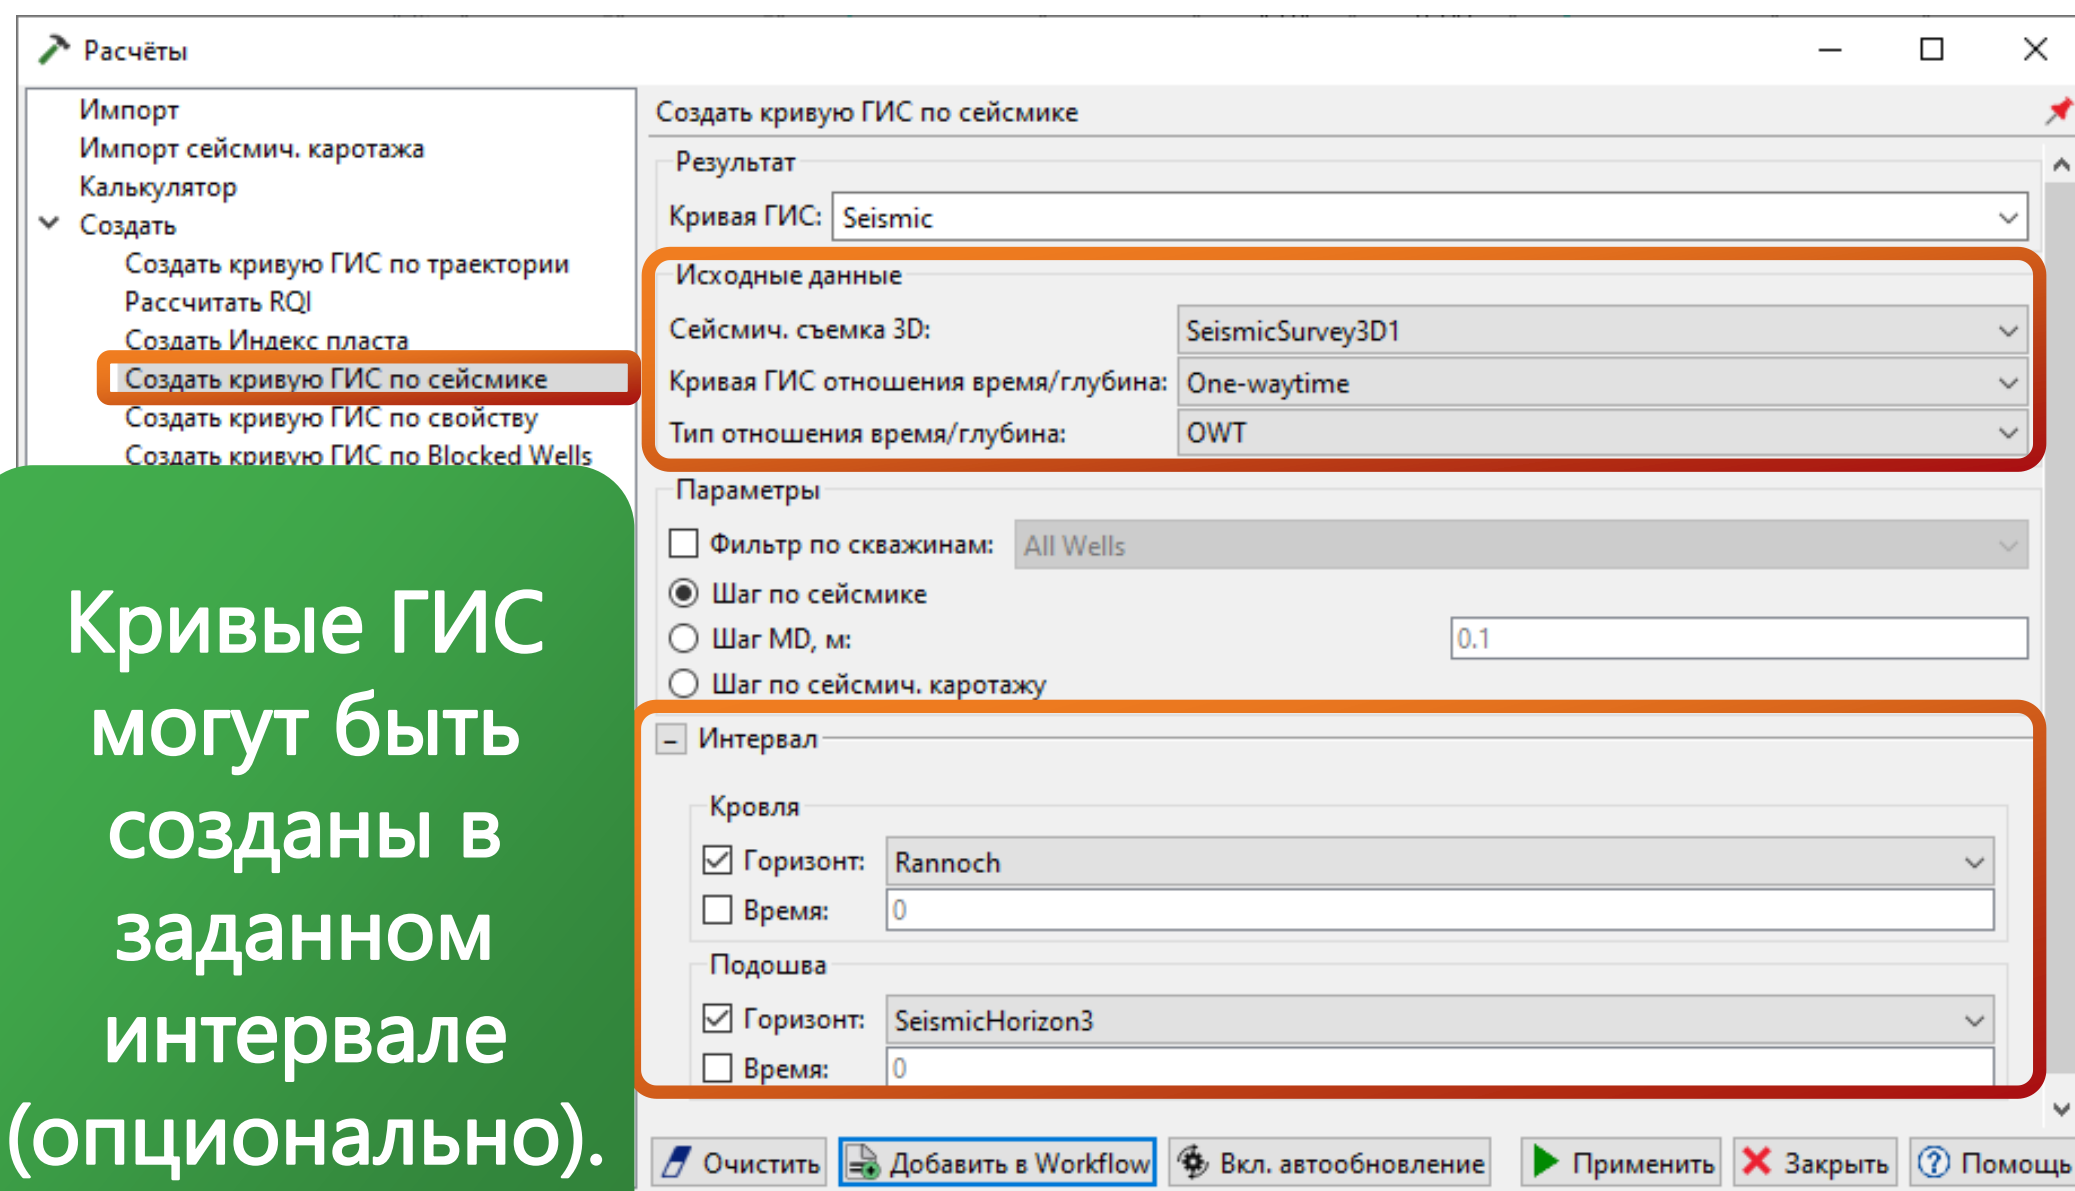 Расчёты
Импорт
Импорт сейсмич. каротажа
Калькулятор
Создать
Создать кривую ГИС по траектории
Рассчитать RQI
Создать Индекс пласта
Создать кривую ГИС по сейсмике
Создать кривую ГИС по свойству
Создать кривую ГИС по Blocked Wells
Кривые ГИС
могут быть
созданы в
заданном
интервале
(опционально).
Создать кривую ГИС по сейсмике
Результат
Кривая ГИС: Seismic
Исходные данные
Сейсмич. съемка 3D: SeismicSurvey3D1
Кривая ГИС отношения время/глубина: One-waytime
Тип отношения время/глубина: OWT
Параметры
Фильтр по скважинам: All Wells
Шаг по сейсмике
Шаг MD, м: 0.1
Шаг по сейсмич. каротажу
Интервал
Кровля
Горизонт: Rannoch
Время: 0
Подошва
Горизонт: SeismicHorizon3
Время: 0
Очистить Добавить в Workflow Вкл. автообновление Применить Закрыть Помощь